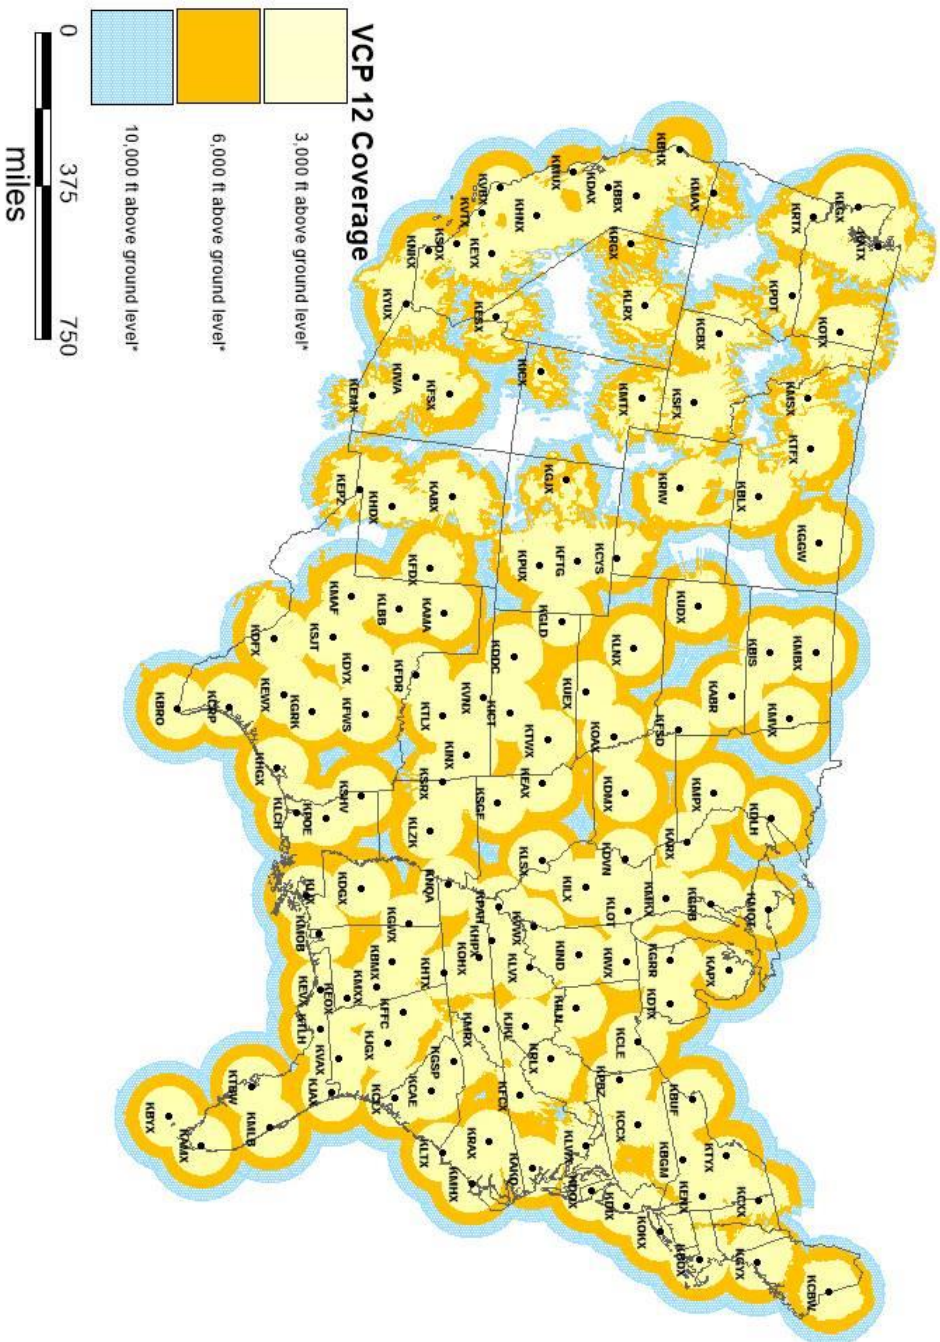 VCP 12 Coverage
3,000 ft above ground level*
6,000 ft above ground level*
10,000 ft above ground level*
0 375 750
miles
KATX
KRTX
KOTX
KPDT
KMSX
KTFX
KGGW
KBLX
KMBX
KBIS
KMVX
KDLH
KMQT
KAPX
KCBW
KBHX
KMAX
KCBX
KSFX
KRIW
KUDX
KABR
KMPX
KARX
KGRB
KGRR
KDTX
KBUF
KTYX
KCXX
KGYX
KBBX
KDAX
KRGX
KLRX
KMTX
KCYS
KLNX
KFSD
KOAX
KDMX
KDVN
KMKX
KLOT
KIWX
KCLE
KPBZ
KCCX
KBGM
KENX
KBOX
KOKX
KDIX
KDOX
KMUX
KHNX
KICX
KGJX
KFTG
KPUX
KGLD
KUEX
KDDC
KICT
KTWX
KEAX
KLSX
KILX
KIND
KILN
KRLX
KJKL
KLVX
KVBX
KVTX
KEYX
KESX
KSOX
KNKX
KYUX
KIWA
KFSX
KEMX
KABX
KHDX
KEPZ
KFDX
KAMA
KLBB
KMAF
KVNX
KTLX
KINX
KSRX
KSGF
KLZK
KNQA
KPAH
KHPX
KOHX
KMRX
KFCX
KAKQ
KRAX
KMHX
KLTX
KFDR
KDYX
KFWS
KSJT
KDFX
KEWX
KGRK
KCRP
KBRO
KHGX
KSHV
KPOE
KLCH
KDGX
KGWX
KBMX
KHTX
KMXX
KFFC
KJGX
KGSP
KCAE
KCLX
KMOB
KEVX
KEOX
KTLH
KVAX
KJAX
KTBW
KMLB
KAMX
KBYX